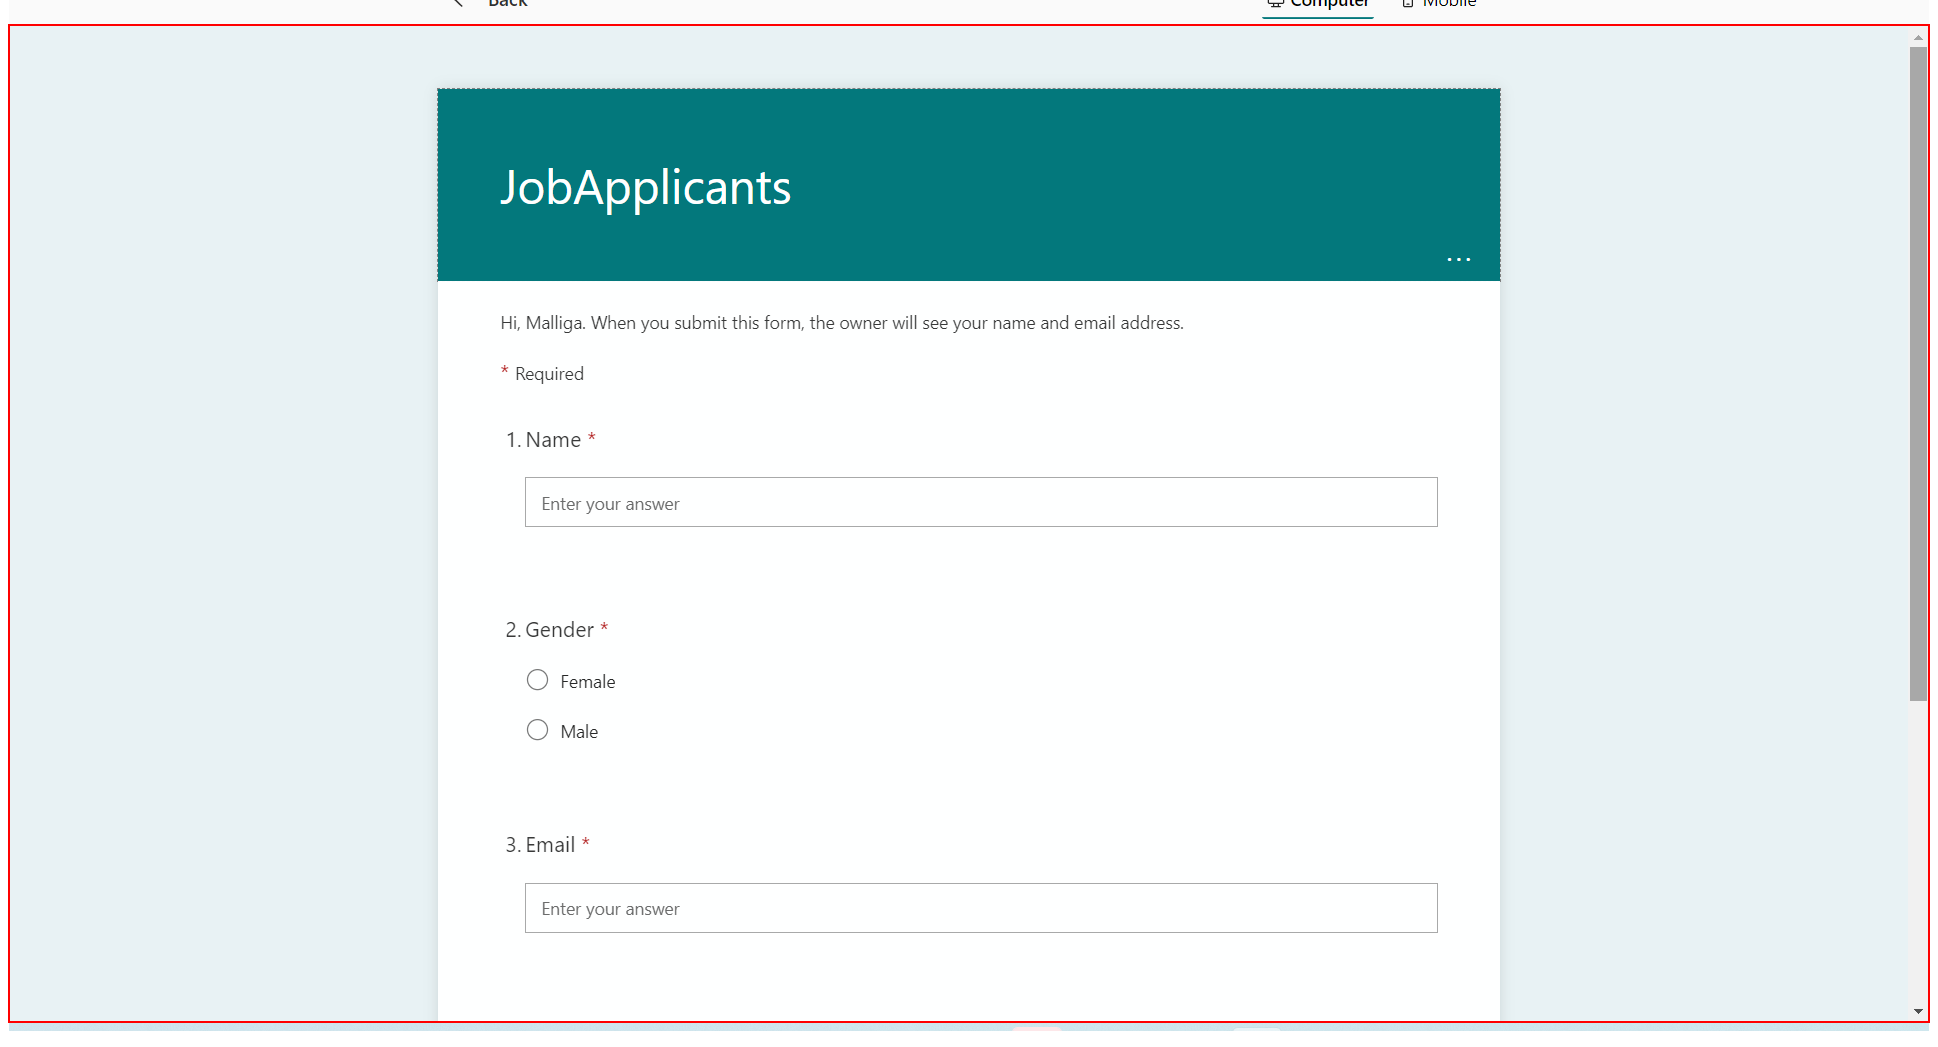 Back
Computer
Mobile
JobApplicants
...
Hi, Malliga. When you submit this form, the owner will see your name and email address.
* Required
1. Name *
Enter your answer
2. Gender *
Female
Male
3. Email *
Enter your answer